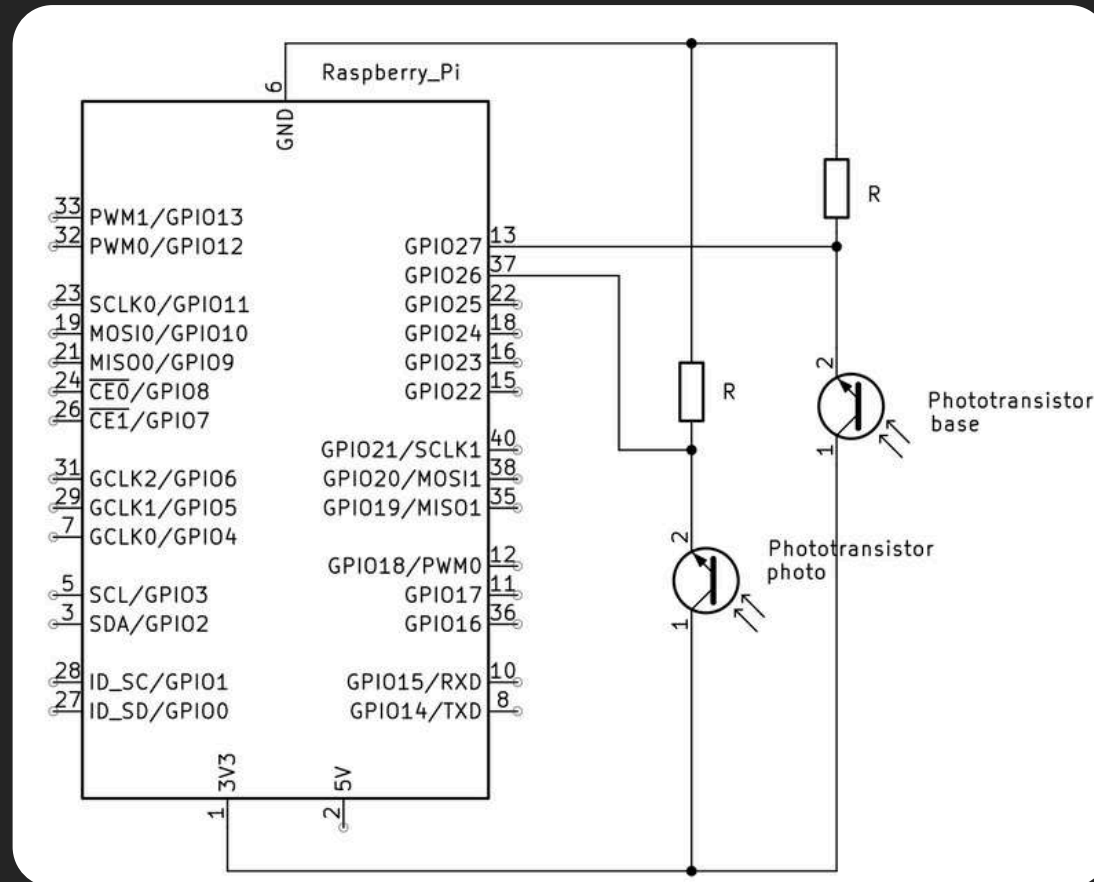 Raspberry_Pi
6
GND
33 PWM1/GPIO13
32 PWM0/GPIO12
GPIO27 13
GPIO26 37
23 SCLK0/GPIO11
GPIO25 22
19 MOSI0/GPIO10
GPIO24 18
21 MISO0/GPIO9
GPIO23 16
24 CE0/GPIO8
GPIO22 15
26 CE1/GPIO7
GPIO21/SCLK1 40
31 GCLK2/GPIO6
GPIO20/MOSI1 38
29 GCLK1/GPIO5
GPIO19/MISO1 35
7 GCLK0/GPIO4
GPIO18/PWM0 12
5 SCL/GPIO3
GPIO17 11
3 SDA/GPIO2
GPIO16 36
28 ID_SC/GPIO1
GPIO15/RXD 10
27 ID_SD/GPIO0
GPIO14/TXD 8
3V3
1
5V
2
R
R
2
1
Phototransistor
base
2
1
Phototransistor
photo